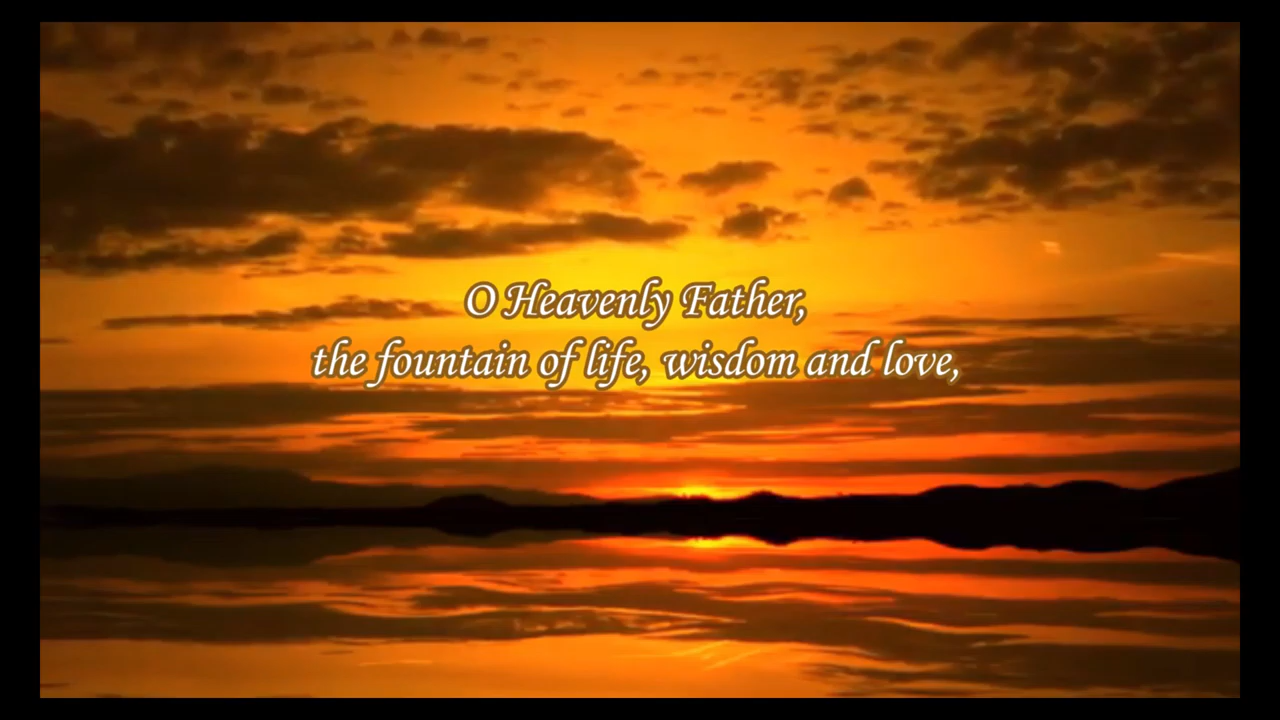 O Heavenly Father,
the fountain of life, wisdom and love,